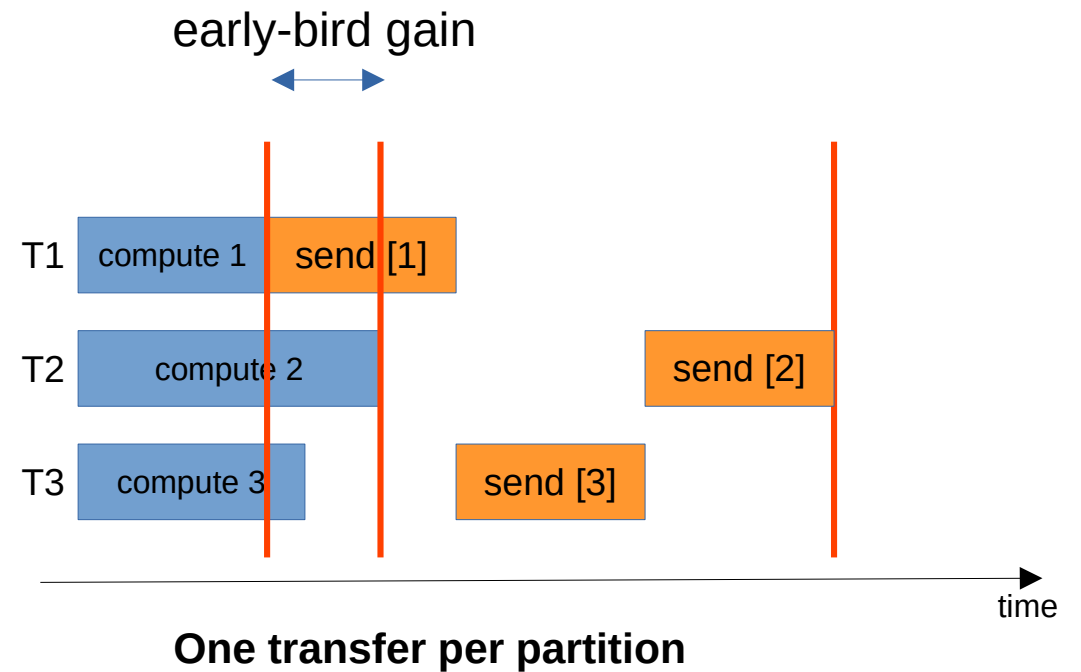 early-bird gain
T1 compute 1 send [1]
T2 compute 2 send [2]
T3 compute 3 send [3]
time
One transfer per partition